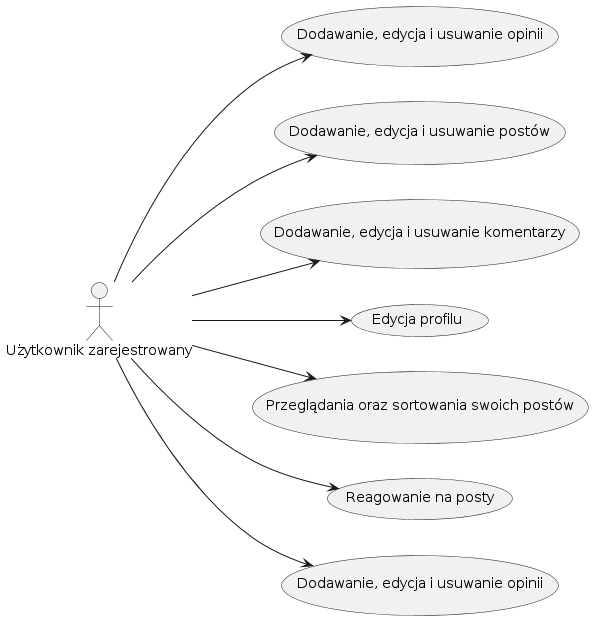 Dodawanie, edycja i usuwanie opinii
Dodawanie, edycja i usuwanie postów
Dodawanie, edycja i usuwanie komentarzy
Edycja profilu
Użytkownik zarejestrowany
Przeglądania oraz sortowania swoich postów
Reagowanie na posty
Dodawanie, edycja i usuwanie opinii